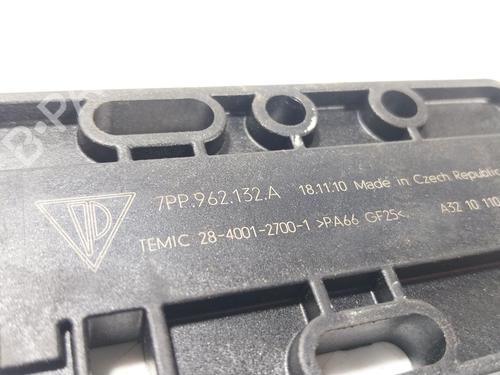 7PP.962.132.A 18.11.10 Made in Czech Republic
TEMIC 28-4001-2700-1 >PA66 GF25< A32 10 110
B-PA